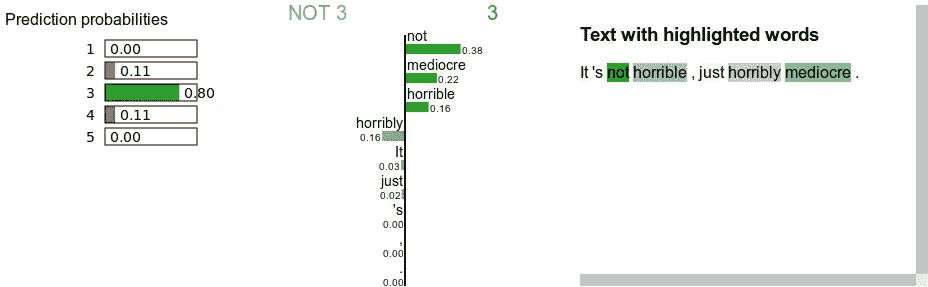 Prediction probabilities
1 0.00
2 0.11
3 0.80
4 0.11
5 0.00
NOT 3 3
not
0.38
mediocre
0.22
horrible
0.16
horribly
0.16
It
0.03
just
0.02
's
0.00
,
0.00
.
0.00
Text with highlighted words
It 's not horrible , just horribly mediocre .